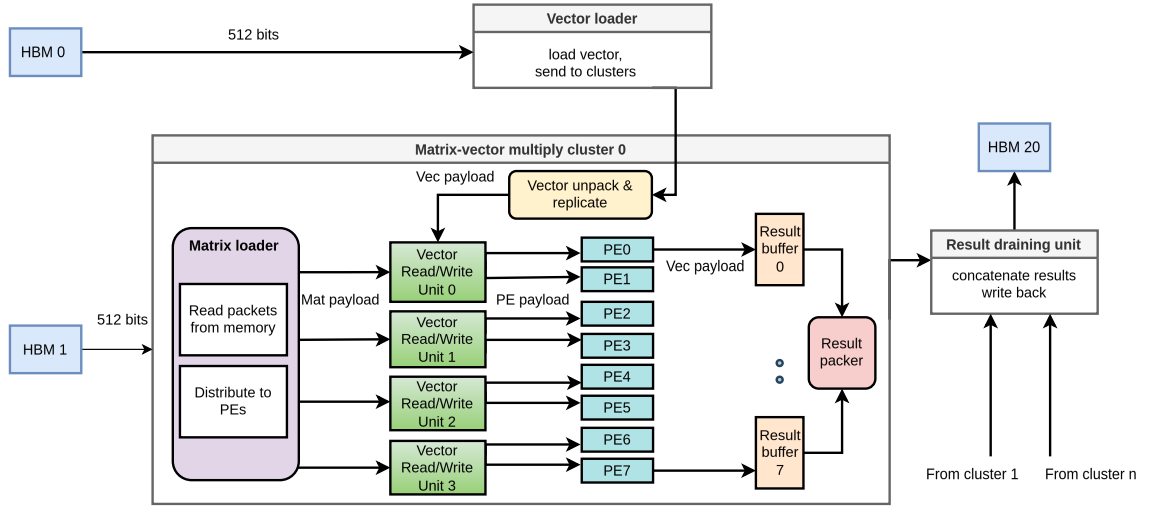 Vector loader
512 bits
HBM 0
load vector,
send to clusters
HBM 20
Matrix-vector multiply cluster 0
Vec payload
Vector unpack &
replicate
Matrix loader
Vector
Read/Write
Unit 0
PE0
PE1
Vec payload
Result
buffer
0
Result draining unit
concatenate results
write back
Mat payload
PE payload
Read packets
from memory
512 bits
HBM 1
Vector
Read/Write
Unit 1
PE2
PE3
Result
packer
Distribute to
PEs
Vector
Read/Write
Unit 2
PE4
PE5
Vector
Read/Write
Unit 3
PE6
PE7
Result
buffer
7
From cluster 1
From cluster n